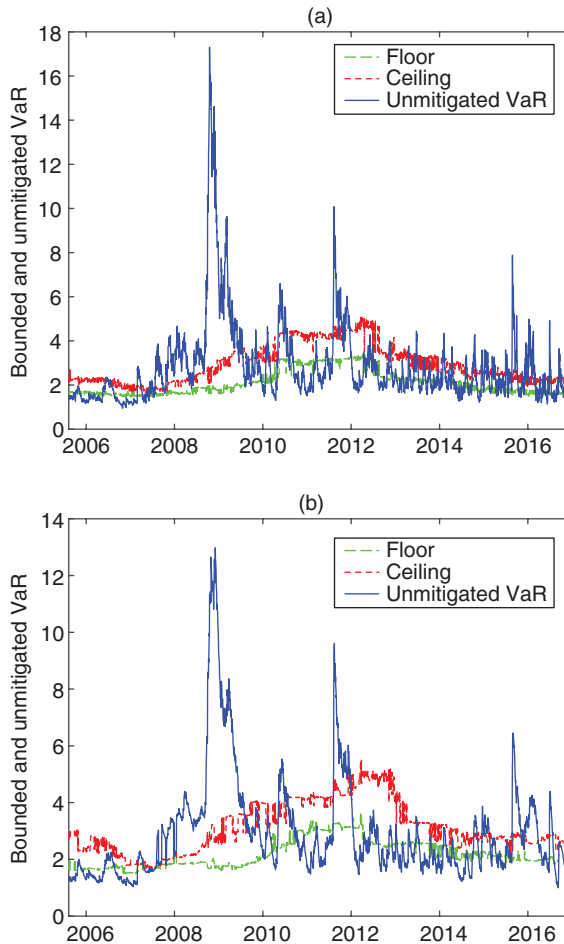 (a)
Bounded and unmitigated VaR
18
16
14
12
10
8
6
4
2
0
Floor
Ceiling
Unmitigated VaR
2006 2008 2010 2012 2014 2016
(b)
Bounded and unmitigated VaR
14
12
10
8
6
4
2
0
Floor
Ceiling
Unmitigated VaR
2006 2008 2010 2012 2014 2016